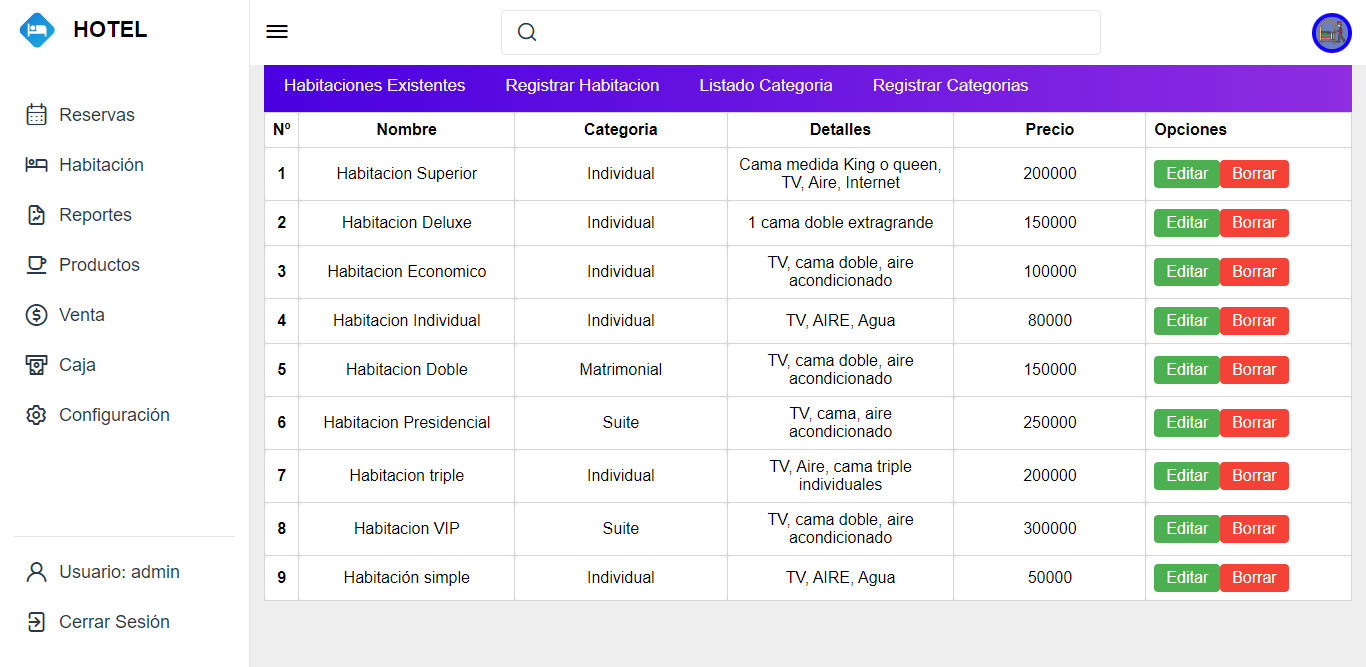 HOTEL
Reservas
Habitación
Reportes
Productos
Venta
Caja
Configuración
Usuario: admin
Cerrar Sesión
Habitaciones Existentes Registrar Habitacion Listado Categoria Registrar Categorias
Nº Nombre Categoria Detalles Precio Opciones
1 Habitacion Superior Individual Cama medida King o queen,
TV, Aire, Internet 200000 Editar Borrar
2 Habitacion Deluxe Individual 1 cama doble extragrande 150000 Editar Borrar
3 Habitacion Economico Individual TV, cama doble, aire
acondicionado 100000 Editar Borrar
4 Habitacion Individual Individual TV, AIRE, Agua 80000 Editar Borrar
5 Habitacion Doble Matrimonial TV, cama doble, aire
acondicionado 150000 Editar Borrar
6 Habitacion Presidencial Suite TV, cama, aire
acondicionado 250000 Editar Borrar
7 Habitacion triple Individual TV, Aire, cama triple
individuales 200000 Editar Borrar
8 Habitacion VIP Suite TV, cama doble, aire
acondicionado 300000 Editar Borrar
9 Habitación simple Individual TV, AIRE, Agua 50000 Editar Borrar